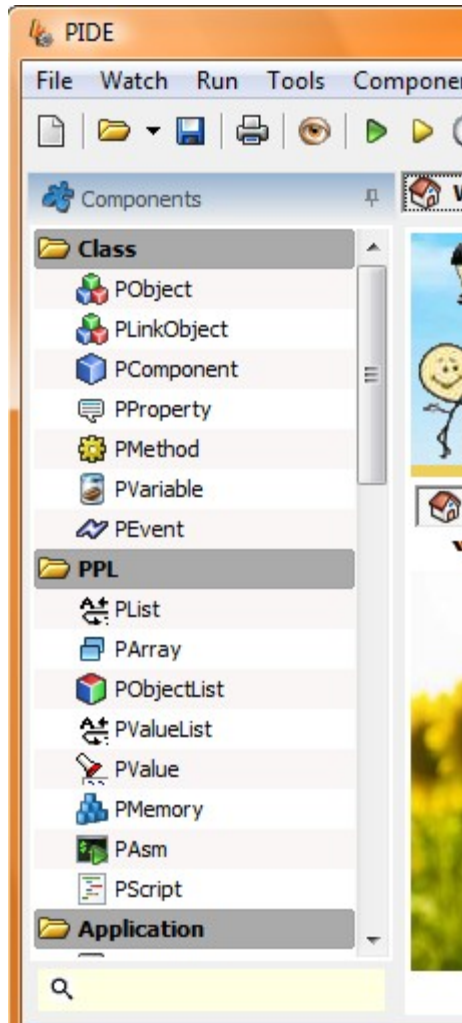 PIDE
File Watch Run Tools
Components
Class
PObject
PLinkObject
PComponent
PProperty
PMethod
PVariable
PEvent
PPL
PList
PArray
PObjectList
PValueList
PValue
PMemory
PAsm
PScript
Application